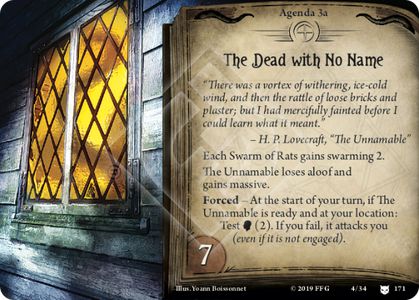 Agenda 3a
The Dead with No Name
“There was a vortex of withering, ice-cold
wind, and then the rattle of loose bricks and
plaster; but I had mercifully fainted before I
could learn what it meant.”
– H. P. Lovecraft, “The Unnamable”
Each Swarm of Rats gains swarming 2.
The Unnamable loses aloof and
gains massive.
Forced – At the start of your turn, if The
Unnamable is ready and at your location:
Test (2). If you fail, it attacks you
(even if it is not engaged).
7
Illus. Yoann Boissonnet © 2019 FFG 4/34 171